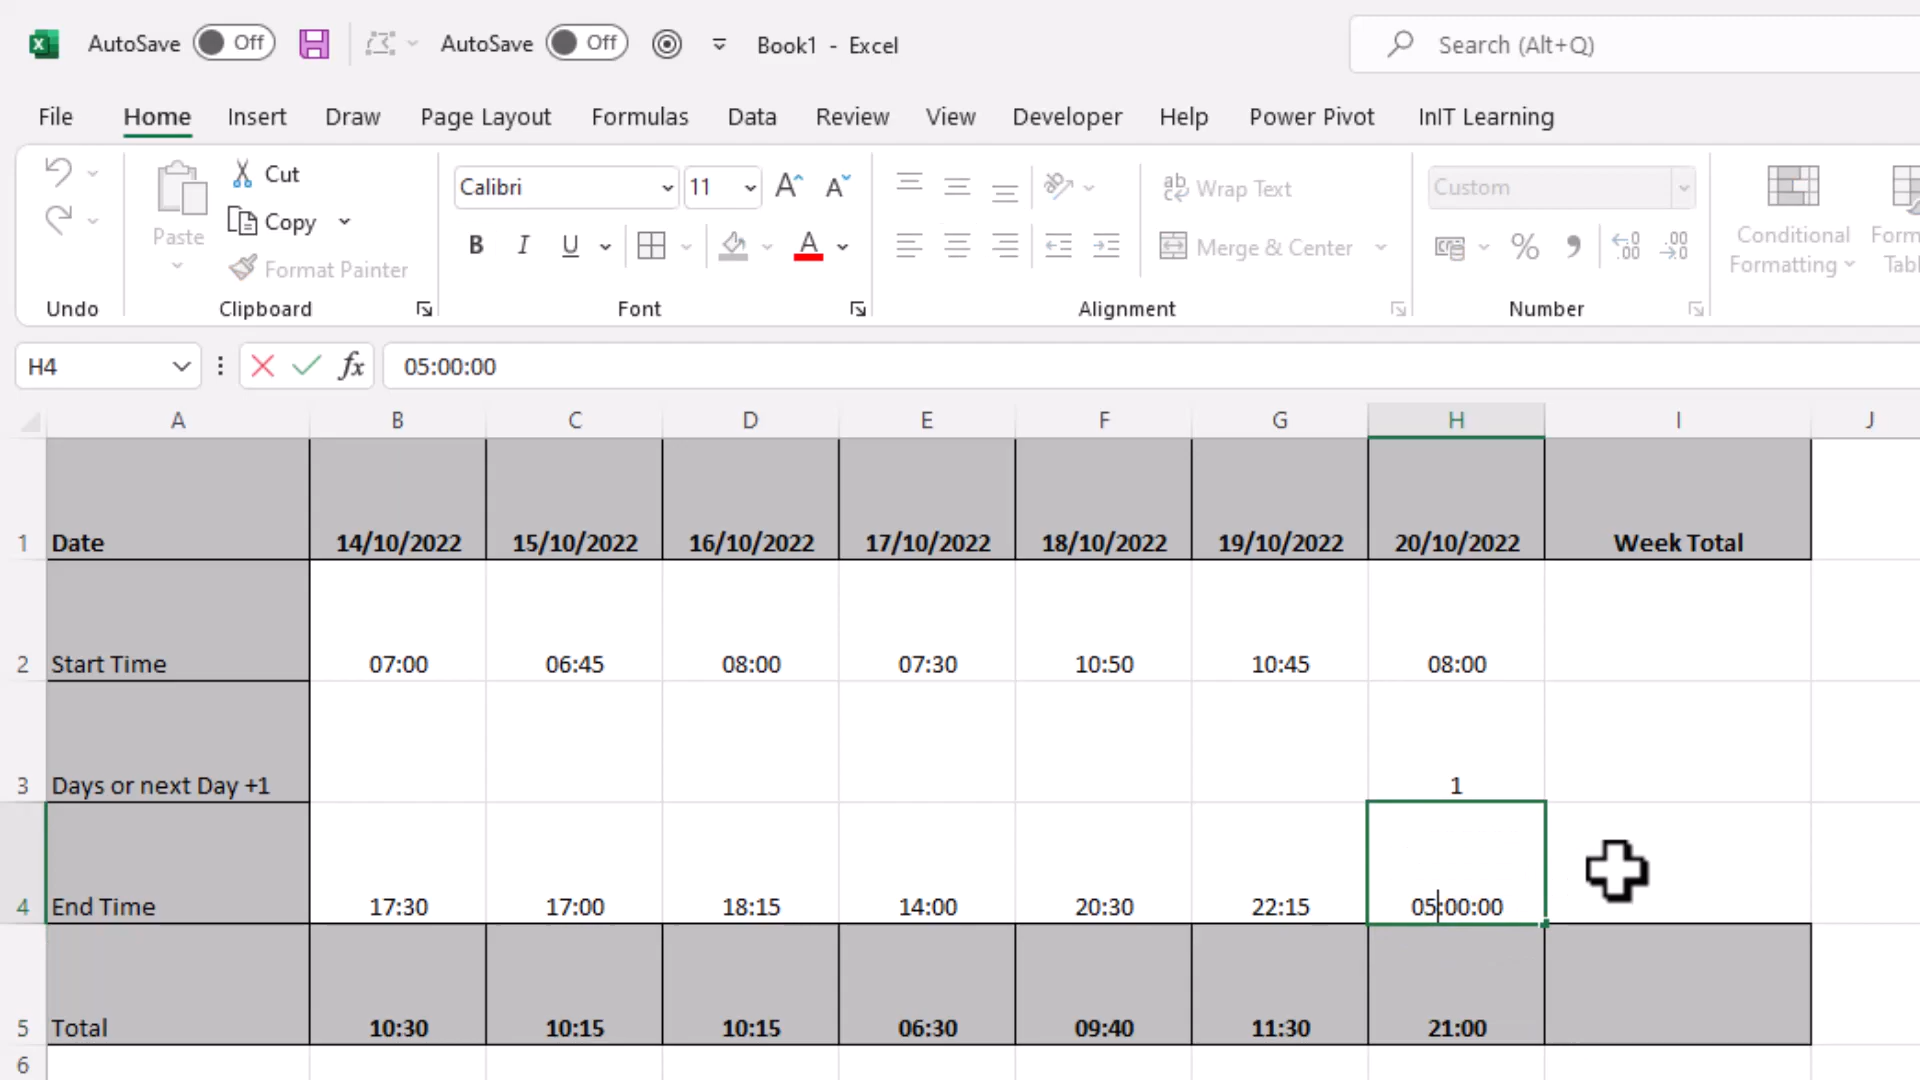 AutoSave Off AutoSave Off Book1 - Excel Search (Alt+Q)
File Home Insert Draw Page Layout Formulas Data Review View Developer Help Power Pivot InIT Learning
Paste Cut Copy Format Painter
Calibri 11
B I U A
ab Wrap Text
Merge & Center
Custom
% .00 .00
Conditional
Formatting
Undo Clipboard Font Alignment Number
H4 fx 05:00:00
A B C D E F G H I J
1 Date 14/10/2022 15/10/2022 16/10/2022 17/10/2022 18/10/2022 19/10/2022 20/10/2022 Week Total
2 Start Time 07:00 06:45 08:00 07:30 10:50 10:45 08:00
3 Days or next Day +1 1
4 End Time 17:30 17:00 18:15 14:00 20:30 22:15 05:00:00
5 Total 10:30 10:15 10:15 06:30 09:40 11:30 21:00
6